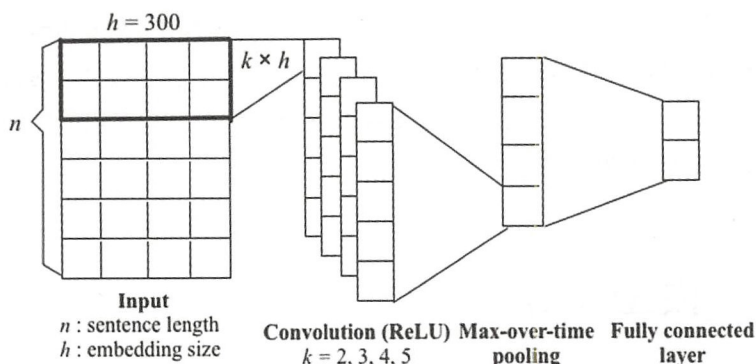 h = 300
k × h
n
Input
n : sentence length
h : embedding size
Convolution (ReLU)
k = 2, 3, 4, 5
Max-over-time
pooling
Fully connected
layer